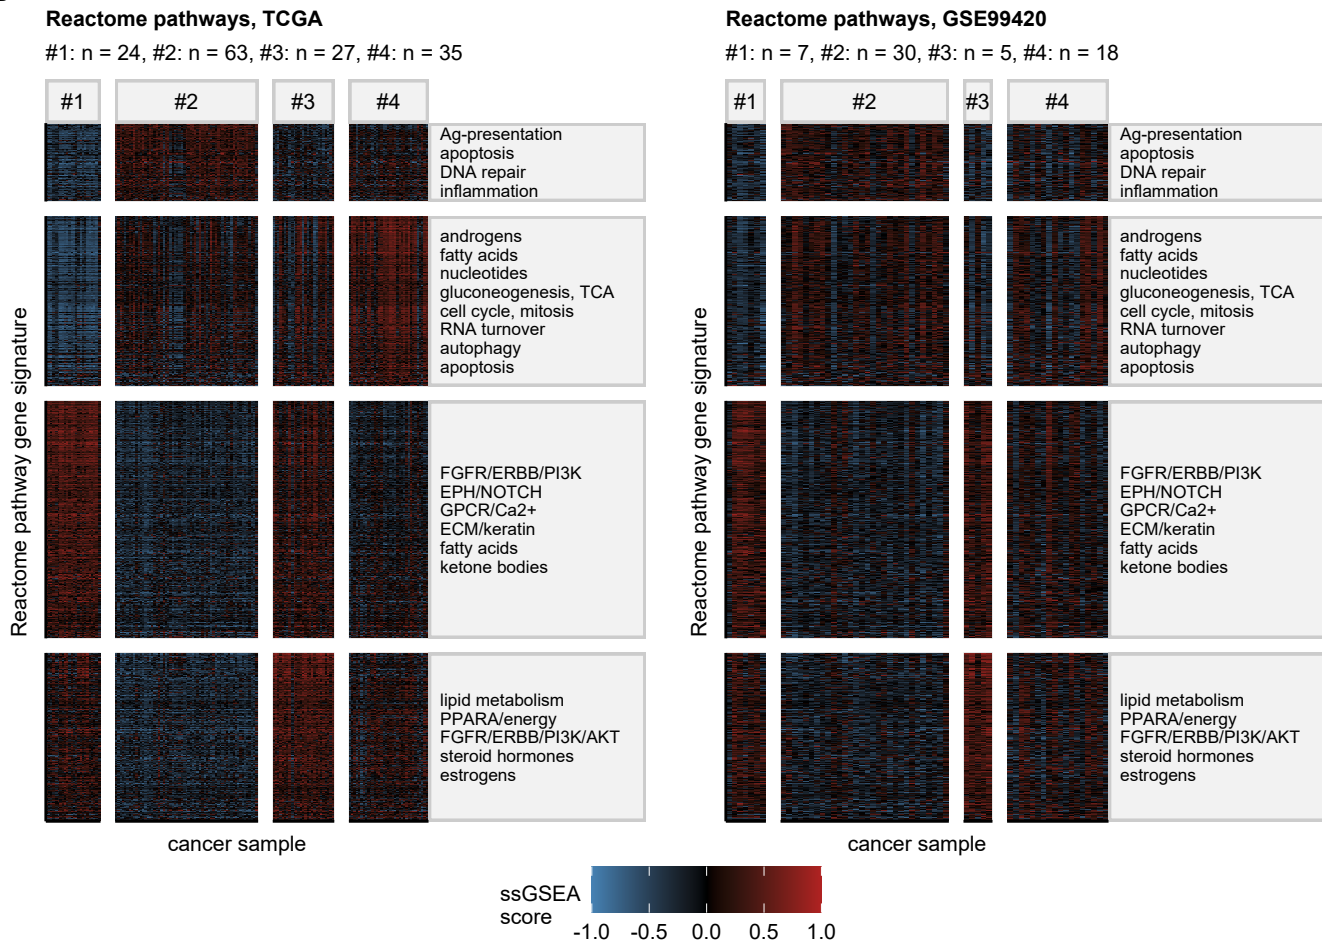 Reactome pathways, TCGA
#1: n = 24, #2: n = 63, #3: n = 27, #4: n = 35
#1
#2
#3
#4
Ag-presentation
apoptosis
DNA repair
inflammation
androgens
fatty acids
nucleotides
gluconeogenesis, TCA
cell cycle, mitosis
RNA turnover
autophagy
apoptosis
FGFR/ERBB/PI3K
EPH/NOTCH
GPCR/Ca2+
ECM/keratin
fatty acids
ketone bodies
lipid metabolism
PPARA/energy
FGFR/ERBB/PI3K/AKT
steroid hormones
estrogens
Reactome pathway gene signature
cancer sample
Reactome pathways, GSE99420
#1: n = 7, #2: n = 30, #3: n = 5, #4: n = 18
#1
#2
#3
#4
Ag-presentation
apoptosis
DNA repair
inflammation
androgens
fatty acids
nucleotides
gluconeogenesis, TCA
cell cycle, mitosis
RNA turnover
autophagy
apoptosis
FGFR/ERBB/PI3K
EPH/NOTCH
GPCR/Ca2+
ECM/keratin
fatty acids
ketone bodies
lipid metabolism
PPARA/energy
FGFR/ERBB/PI3K/AKT
steroid hormones
estrogens
Reactome pathway gene signature
cancer sample
ssGSEA
score
-1.0 -0.5 0.0 0.5 1.0